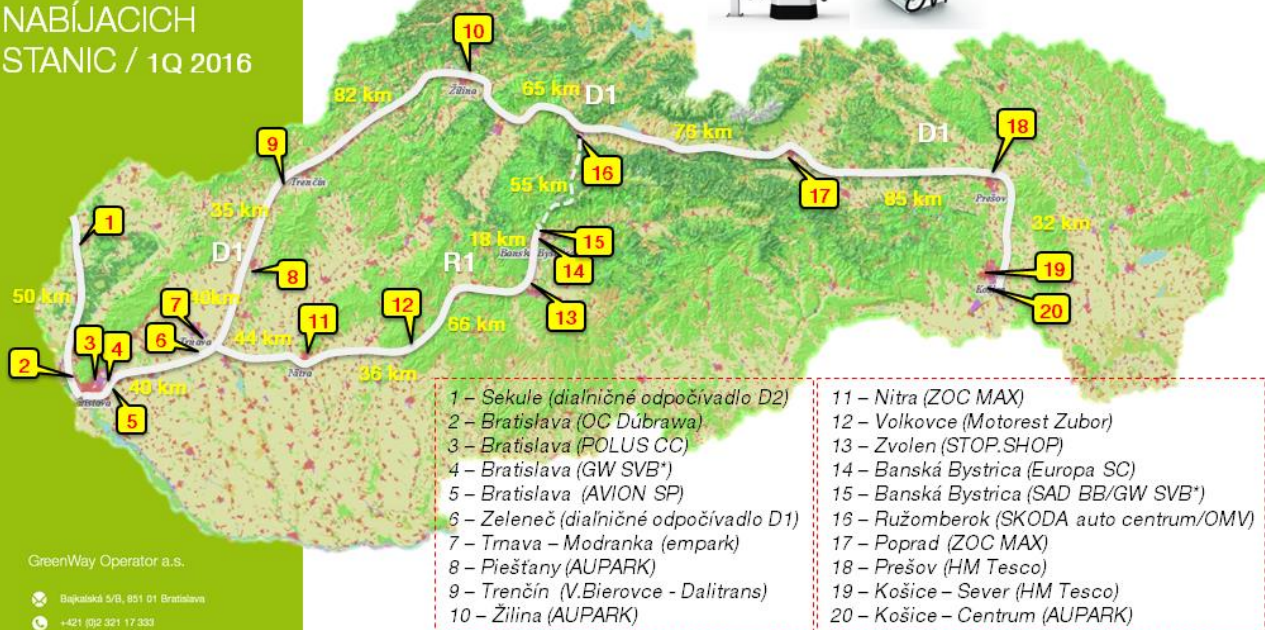 NABÍJACICH
STANIC / 1Q 2016
10
Žilina
82 km
65 km
D1
76 km
D1
18
9
Trenčín
16
17
55 km
85 km
Prešov
32 km
1
35 km
D1
18 km
15
R1
14
19
50 km
8
7
12
13
20
66 km
6
Trnava
44 km
11
3
4
2
40 km
Nitra
36 km
5
1 – Sekule (diaľničné odpočívadlo D2)
2 – Bratislava (OC Dúbrawa)
3 – Bratislava (POLUS CC)
4 – Bratislava (GW SVB*)
5 – Bratislava (AVION SP)
6 – Zeleneč (diaľničné odpočívadlo D1)
7 – Trnava – Modranka (empark)
8 – Piešťany (AUPARK)
9 – Trenčín (V.Bierovce - Dalitrans)
10 – Žilina (AUPARK)
11 – Nitra (ZOC MAX)
12 – Volkovce (Motorest Zubor)
13 – Zvolen (STOP.SHOP)
14 – Banská Bystrica (Europa SC)
15 – Banská Bystrica (SAD BB/GW SVB*)
16 – Ružomberok (SKODA auto centrum/OMV)
17 – Poprad (ZOC MAX)
18 – Prešov (HM Tesco)
19 – Košice – Sever (HM Tesco)
20 – Košice – Centrum (AUPARK)
GreenWay Operator a.s.
Bajkalská 5/B, 851 01 Bratislava
+421 (0)2 321 17 333